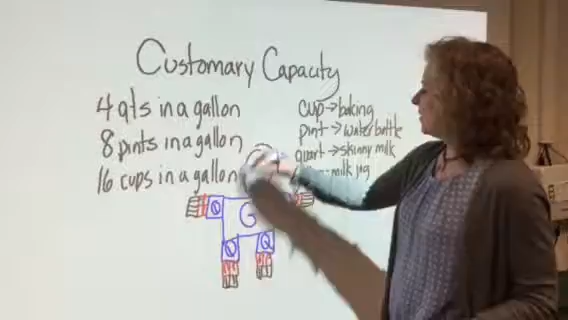 Customary Capacity
4 qts in a gallon
8 pints in a gallon
16 cups in a gallon
cup→baking
pint→water bottle
quart→skinny milk
milk jug
Q
G
Q
Q